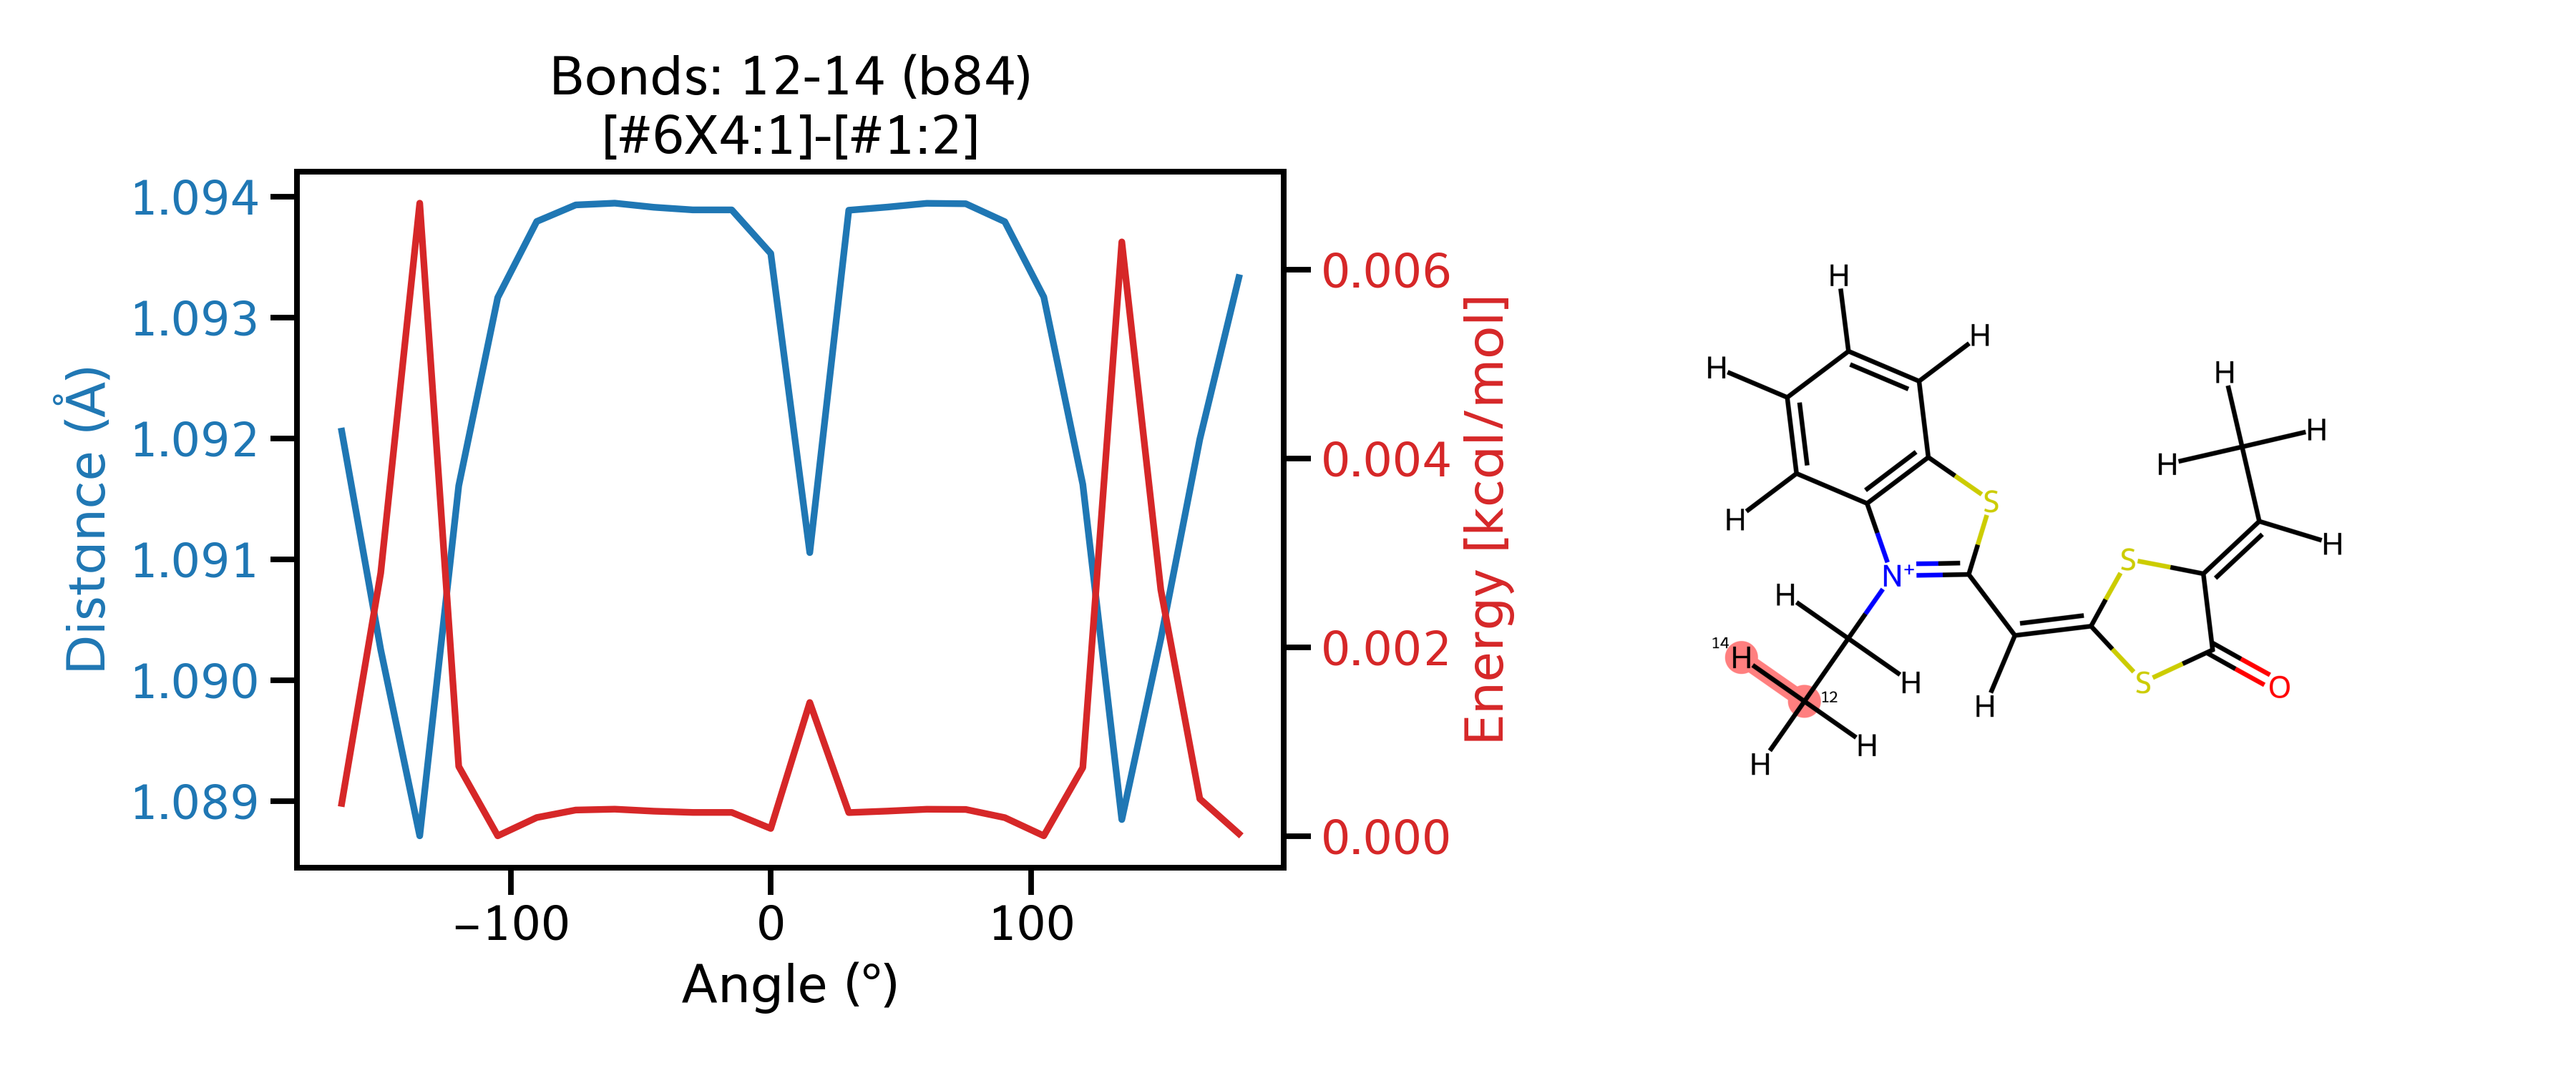 Bonds: 12-14 (b84)
[#6X4:1]-[#1:2]
1.094
1.093
1.092
1.091
1.090
1.089
Distance (Å)
0.006
0.004
0.002
0.000
Energy [kcal/mol]
−100
0
100
Angle (°)
H
H
H
H
H
H
H
H
S
S
N⁺
H
14
H
12
H
H
S
O
H
H
H